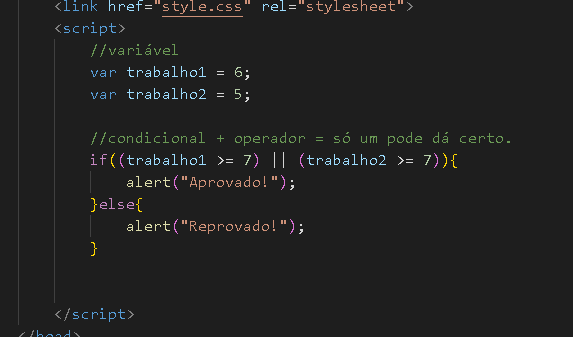 <link href="style.css" rel="stylesheet">
<script>
//variável
var trabalho1 = 6;
var trabalho2 = 5;
//condicional + operador = só um pode dá certo.
if((trabalho1 >= 7) || (trabalho2 >= 7)){
alert("Aprovado!");
}else{
alert("Reprovado!");
}
</script>
</head>